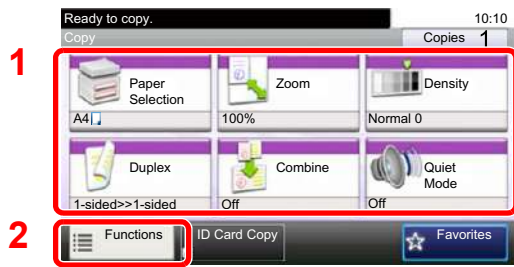 Ready to copy. 10:10
Copy Copies 1
1
Paper Selection Zoom Density
A4 100% Normal 0
Duplex Combine Quiet Mode
1-sided>>1-sided Off Off
2
Functions ID Card Copy Favorites